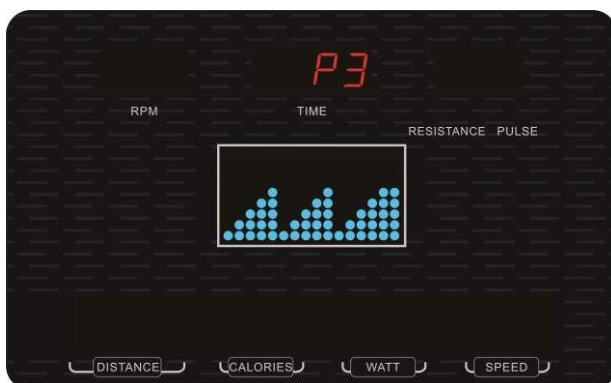 P3
RPM TIME
RESISTANCE PULSE
DISTANCE CALORIES WATT SPEED